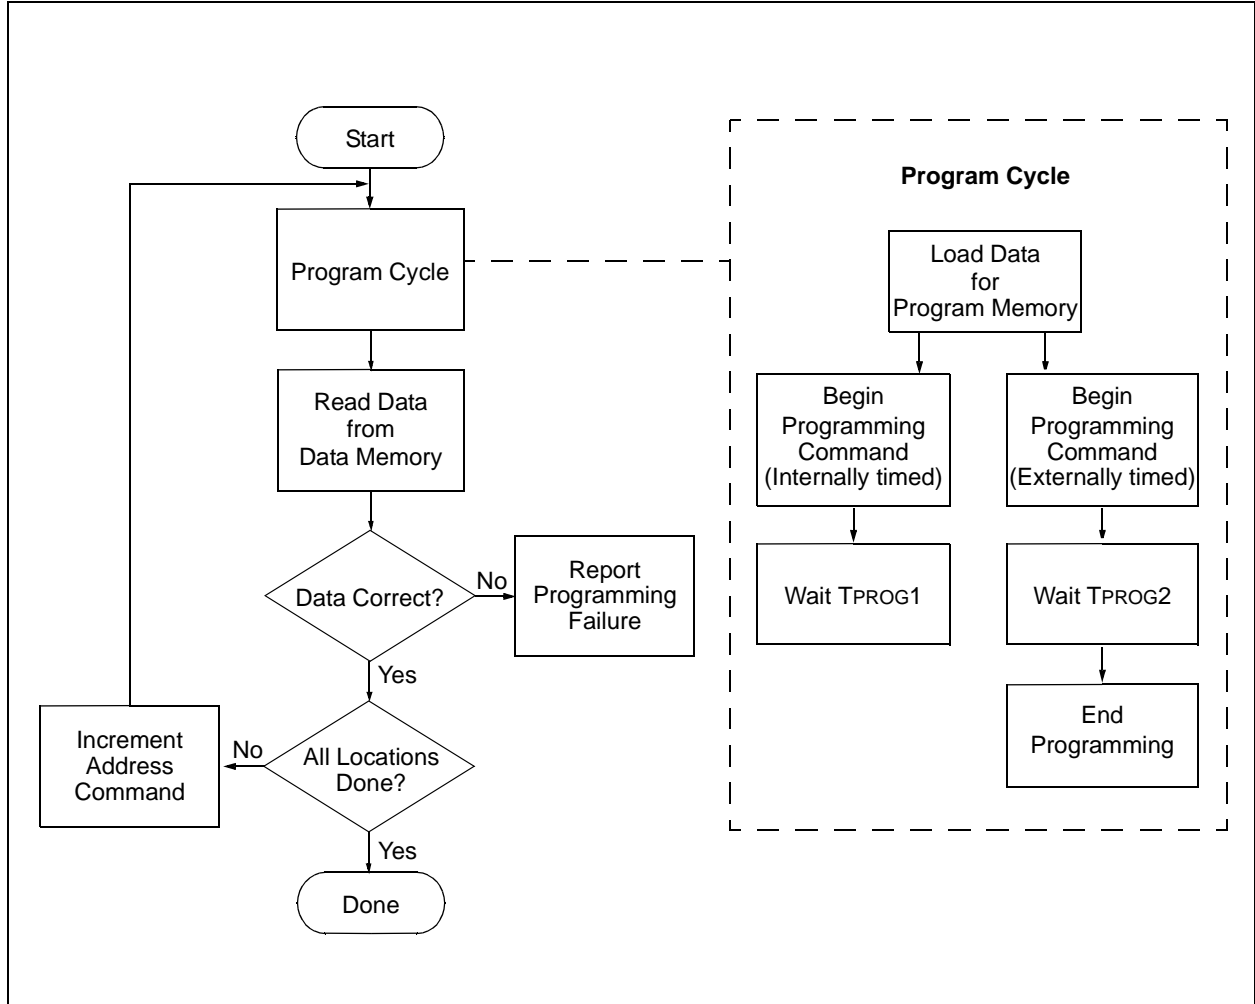 Start
Program Cycle
Read Data
from
Data Memory
Data Correct?
No
Report
Programming
Failure
Yes
All Locations
Done?
No
Increment
Address
Command
Yes
Done
Program Cycle
Load Data
for
Program Memory
Begin
Programming
Command
(Internally timed)
Wait TPROG1
Begin
Programming
Command
(Externally timed)
Wait TPROG2
End
Programming